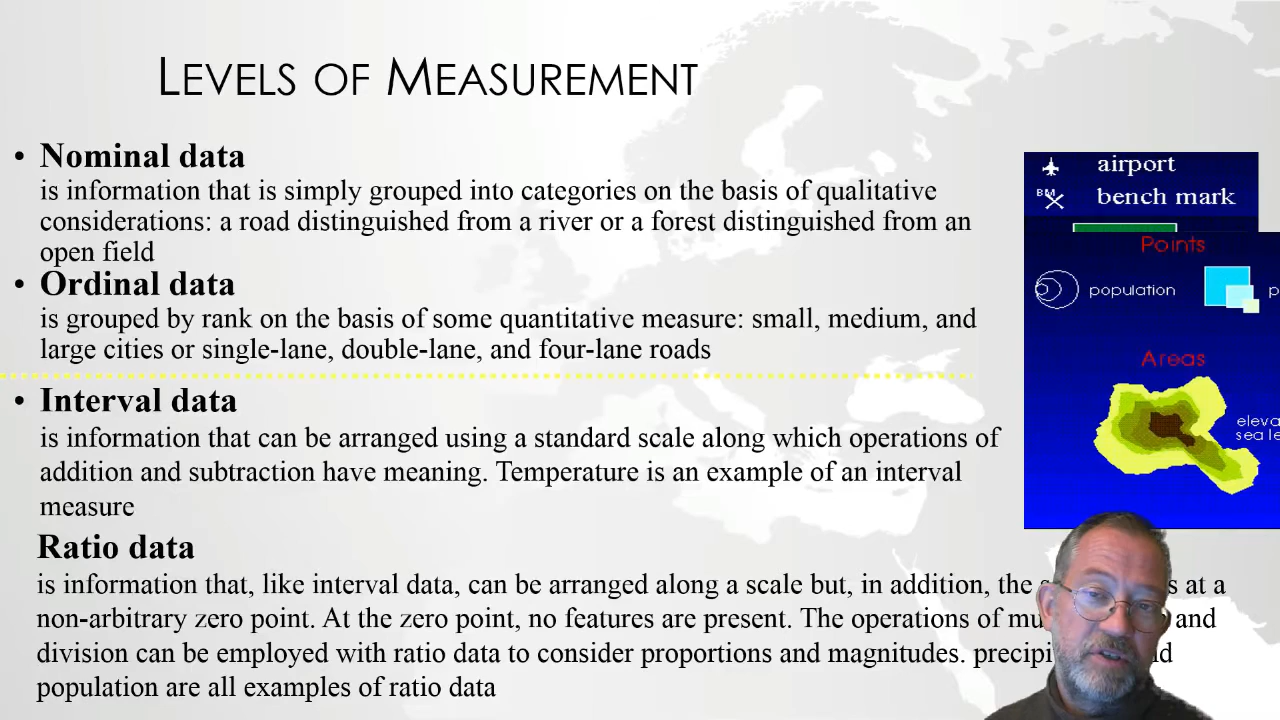 LEVELS OF MEASUREMENT
• Nominal data
is information that is simply grouped into categories on the basis of qualitative
considerations: a road distinguished from a river or a forest distinguished from an
open field
• Ordinal data
is grouped by rank on the basis of some quantitative measure: small, medium, and
large cities or single-lane, double-lane, and four-lane roads
• Interval data
is information that can be arranged using a standard scale along which operations of
addition and subtraction have meaning. Temperature is an example of an interval
measure
Ratio data
is information that, like interval data, can be arranged along a scale but, in addition, the at a
non-arbitrary zero point. At the zero point, no features are present. The operations of and
division can be employed with ratio data to consider proportions and magnitudes.
population are all examples of ratio data
airport
BM bench mark
Points
population
Areas